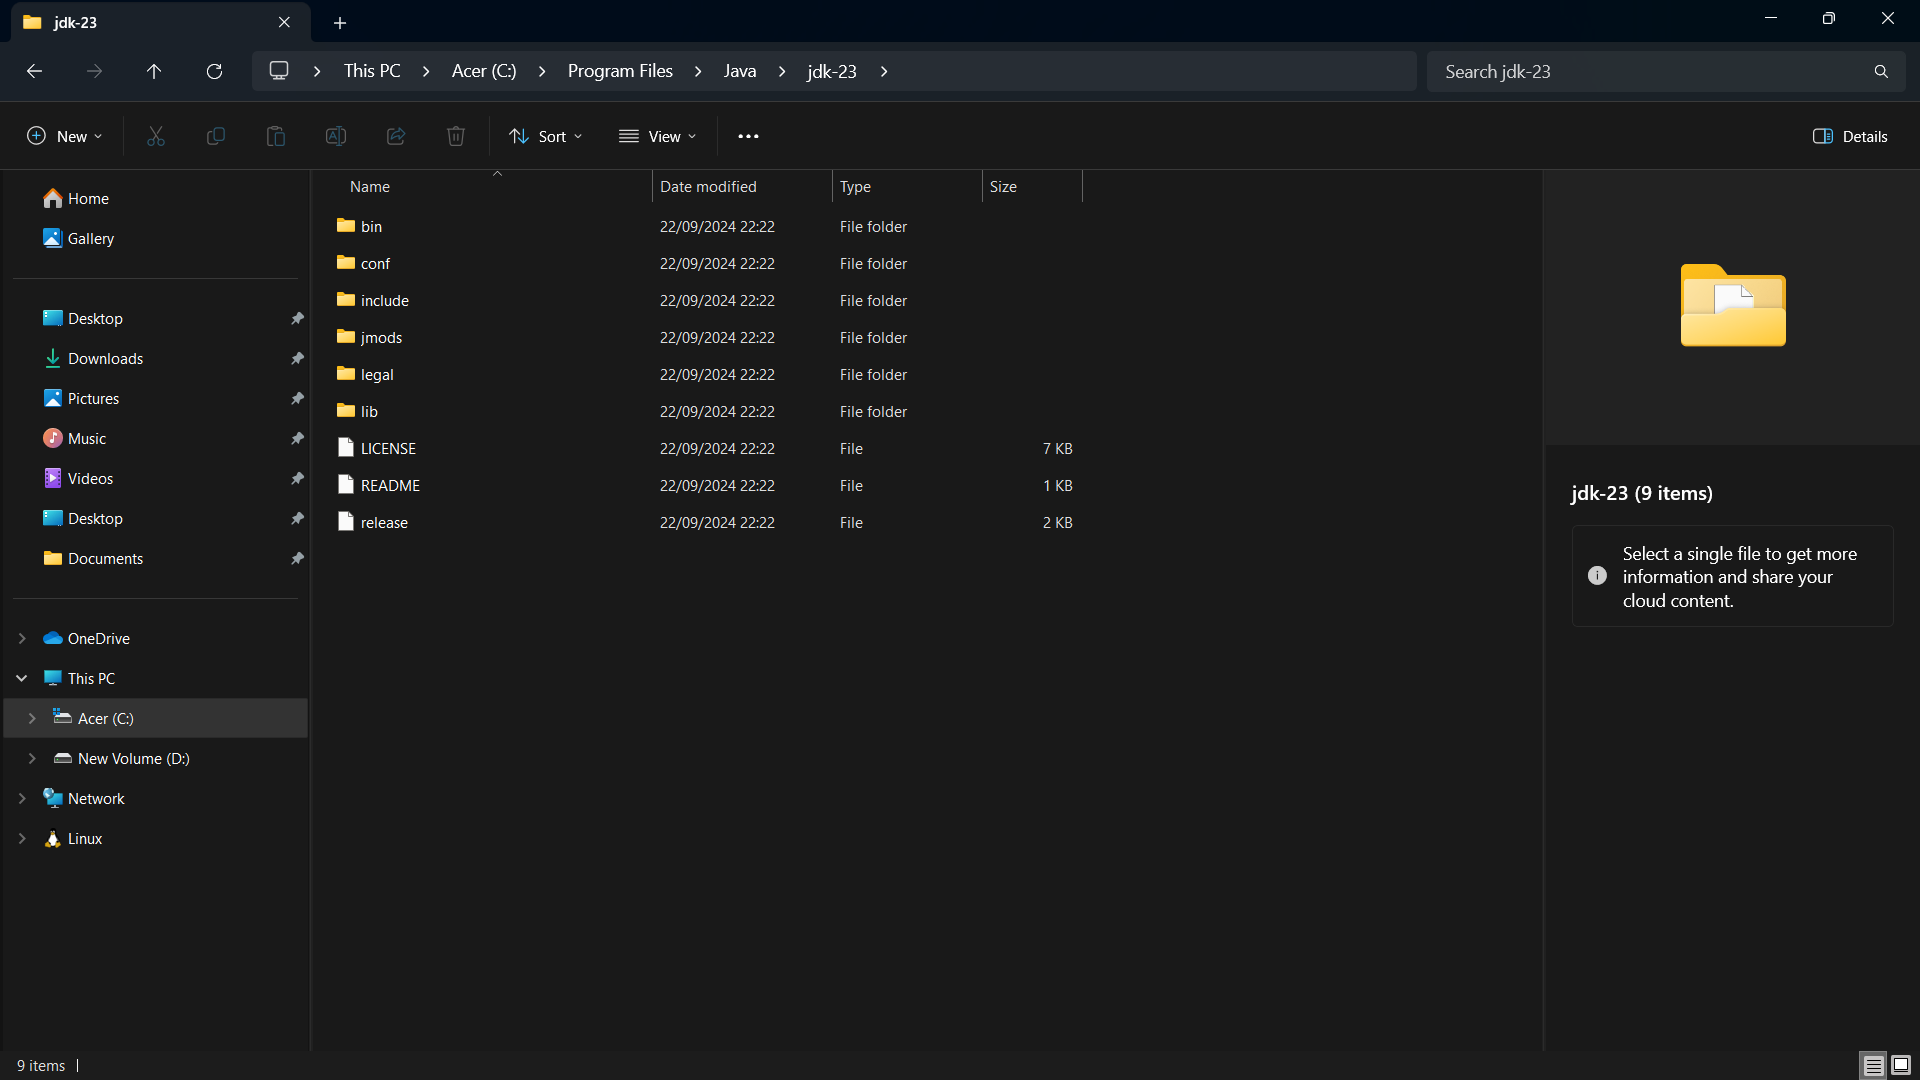 jdk-23
This PC
Acer (C:)
Program Files
Java
jdk-23
Search jdk-23
New
Sort
View
Details
Home
Gallery
Desktop
Downloads
Pictures
Music
Videos
Desktop
Documents
OneDrive
This PC
Acer (C:)
New Volume (D:)
Network
Linux
Name Date modified Type Size
bin 22/09/2024 22:22 File folder
conf 22/09/2024 22:22 File folder
include 22/09/2024 22:22 File folder
jmods 22/09/2024 22:22 File folder
legal 22/09/2024 22:22 File folder
lib 22/09/2024 22:22 File folder
LICENSE 22/09/2024 22:22 File 7 KB
README 22/09/2024 22:22 File 1 KB
release 22/09/2024 22:22 File 2 KB
jdk-23 (9 items)
Select a single file to get more
information and share your
cloud content.
9 items